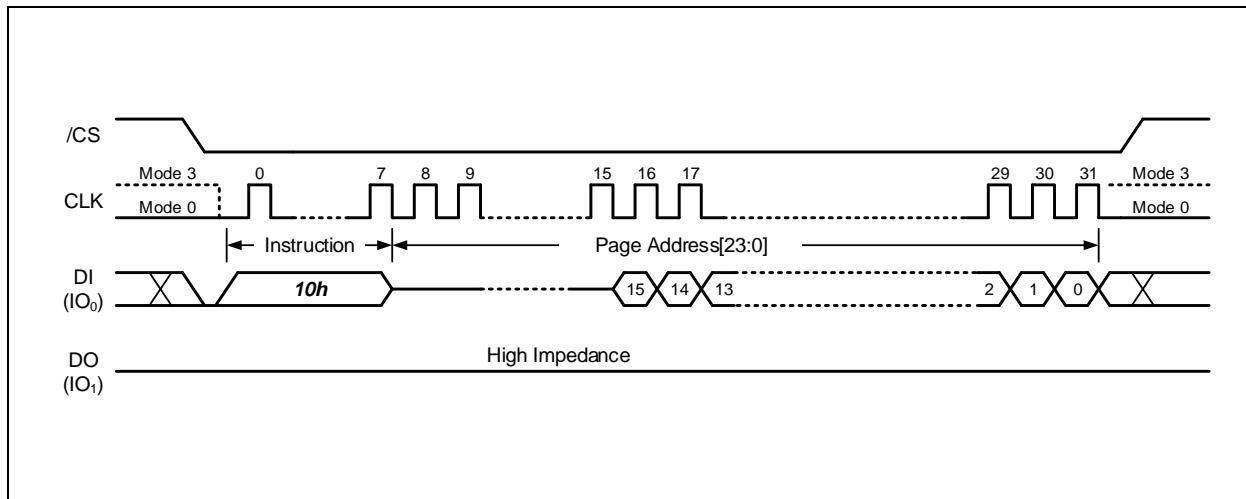 /CS
Mode 3 0 7 8 9 15 16 17 29 30 31 Mode 3
CLK
Mode 0 Mode 0
Instruction Page Address[23:0]
DI
(IO₀)
10h 15 14 13 2 1 0
High Impedance
DO
(IO₁)